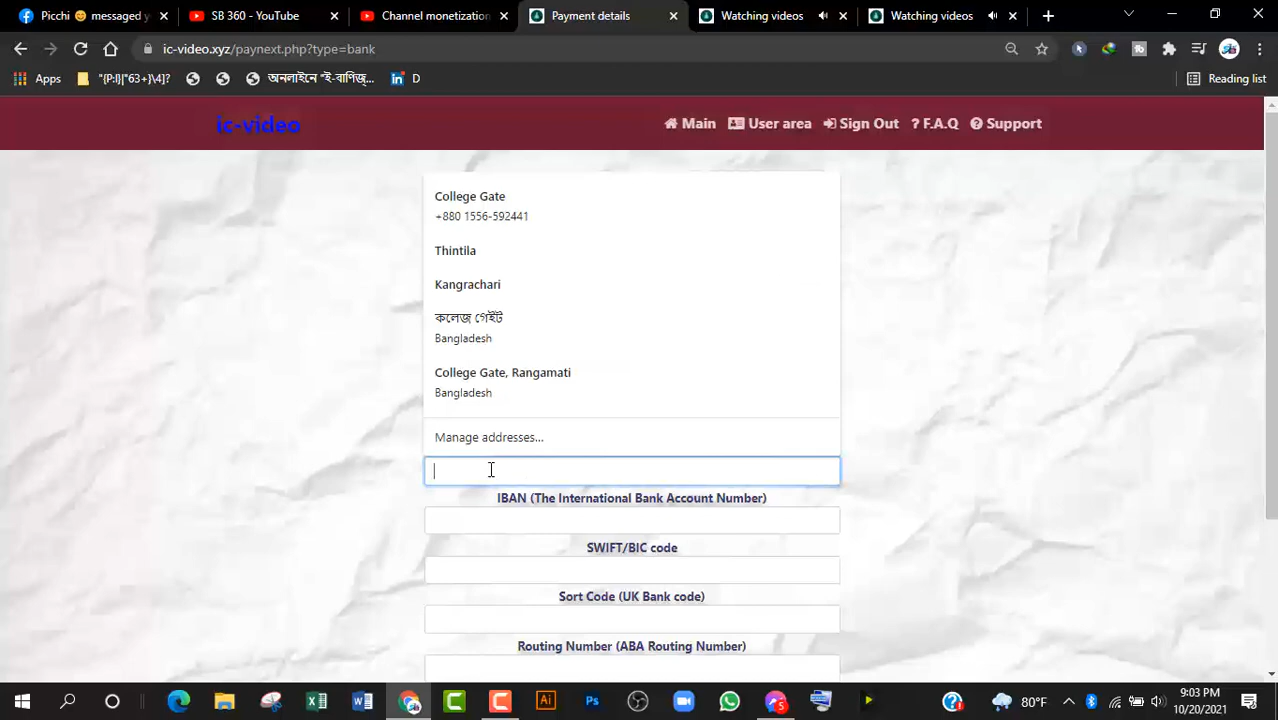 Picchi 😊 messaged y
SB 360 - YouTube
Channel monetization
Payment details
Watching videos
Watching videos
ic-video.xyz/paynext.php?type=bank
Apps
"{P:I)|"63+}\4]?
অনলাইনে "ই-বাণিজ্...
D
Reading list
ic-video
Main
User area
Sign Out
? F.A.Q
Support
College Gate
+880 1556-592441
Thintila
Kangrachari
কলেজ গেইট
Bangladesh
College Gate, Rangamati
Bangladesh
Manage addresses...
IBAN (The International Bank Account Number)
SWIFT/BIC code
Sort Code (UK Bank code)
Routing Number (ABA Routing Number)
80°F
9:03 PM
10/20/2021